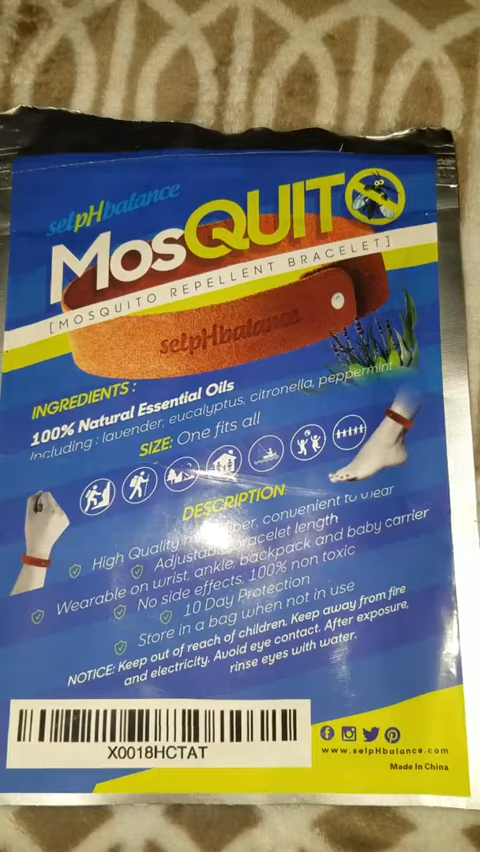 selpHbalance
MosQUITO
[MOSQUITO REPELLENT BRACELET]
selpHbalance
INGREDIENTS:
100% Natural Essential Oils
Including: lavender, eucalyptus, citronella, peppermint
SIZE: One fits all
DESCRIPTION:
High Quality fiber, convenient to wear
Adjustable bracelet length
Wearable on wrist, ankle, backpack and baby carrier
No side effects, 100% non toxic
10 Day Protection
Store in a bag when not in use
NOTICE: Keep out of reach of children. Keep away from fire
and electricity. Avoid eye contact. After exposure,
rinse eyes with water.
X0018HCTAT
www.selpHbalance.com
Made In China